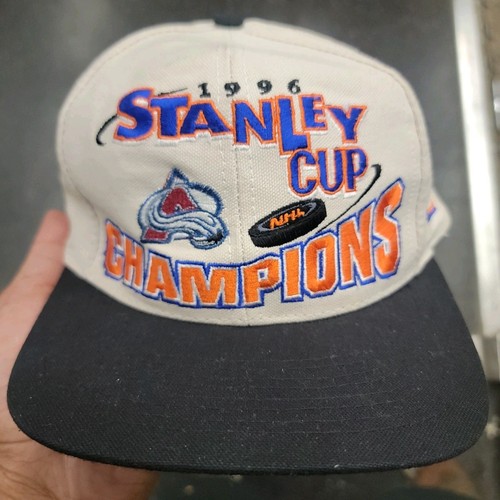 1996
STANLEY
CUP
NHL
CHAMPIONS